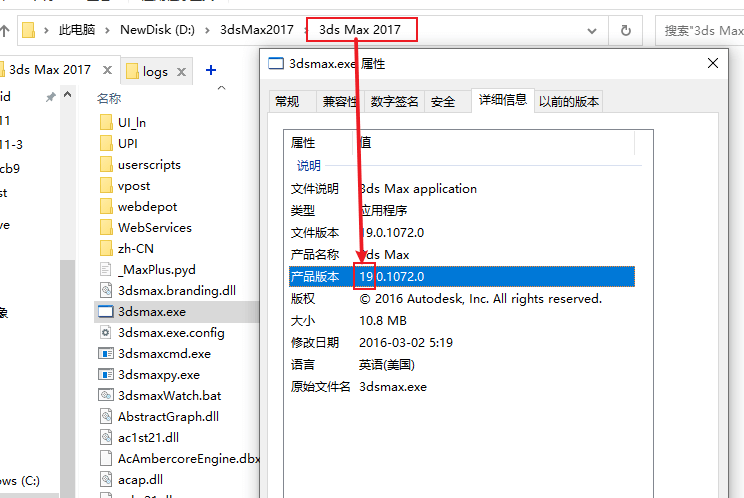 此电脑 › NewDisk (D:) › 3dsMax2017 › 3ds Max 2017
搜索"3ds Max
3ds Max 2017
logs
id
11
11-3
cb9
st
ve
象
ows (C:)
名称
UI_ln
UPI
userscripts
vpost
webdepot
WebServices
zh-CN
_MaxPlus.pyd
3dsmax.branding.dll
3dsmax.exe
3dsmax.exe.config
3dsmaxcmd.exe
3dsmaxpy.exe
3dsmaxWatch.bat
AbstractGraph.dll
ac1st21.dll
AcAmbercoreEngine.dbx
acap.dll
3dsmax.exe 属性
常规 兼容性 数字签名 安全 详细信息 以前的版本
属性 值
说明
文件说明 3ds Max application
类型 应用程序
文件版本 19.0.1072.0
产品名称 3ds Max
产品版本 19.0.1072.0
版权 © 2016 Autodesk, Inc. All rights reserved.
大小 10.8 MB
修改日期 2016-03-02 5:19
语言 英语(美国)
原始文件名 3dsmax.exe